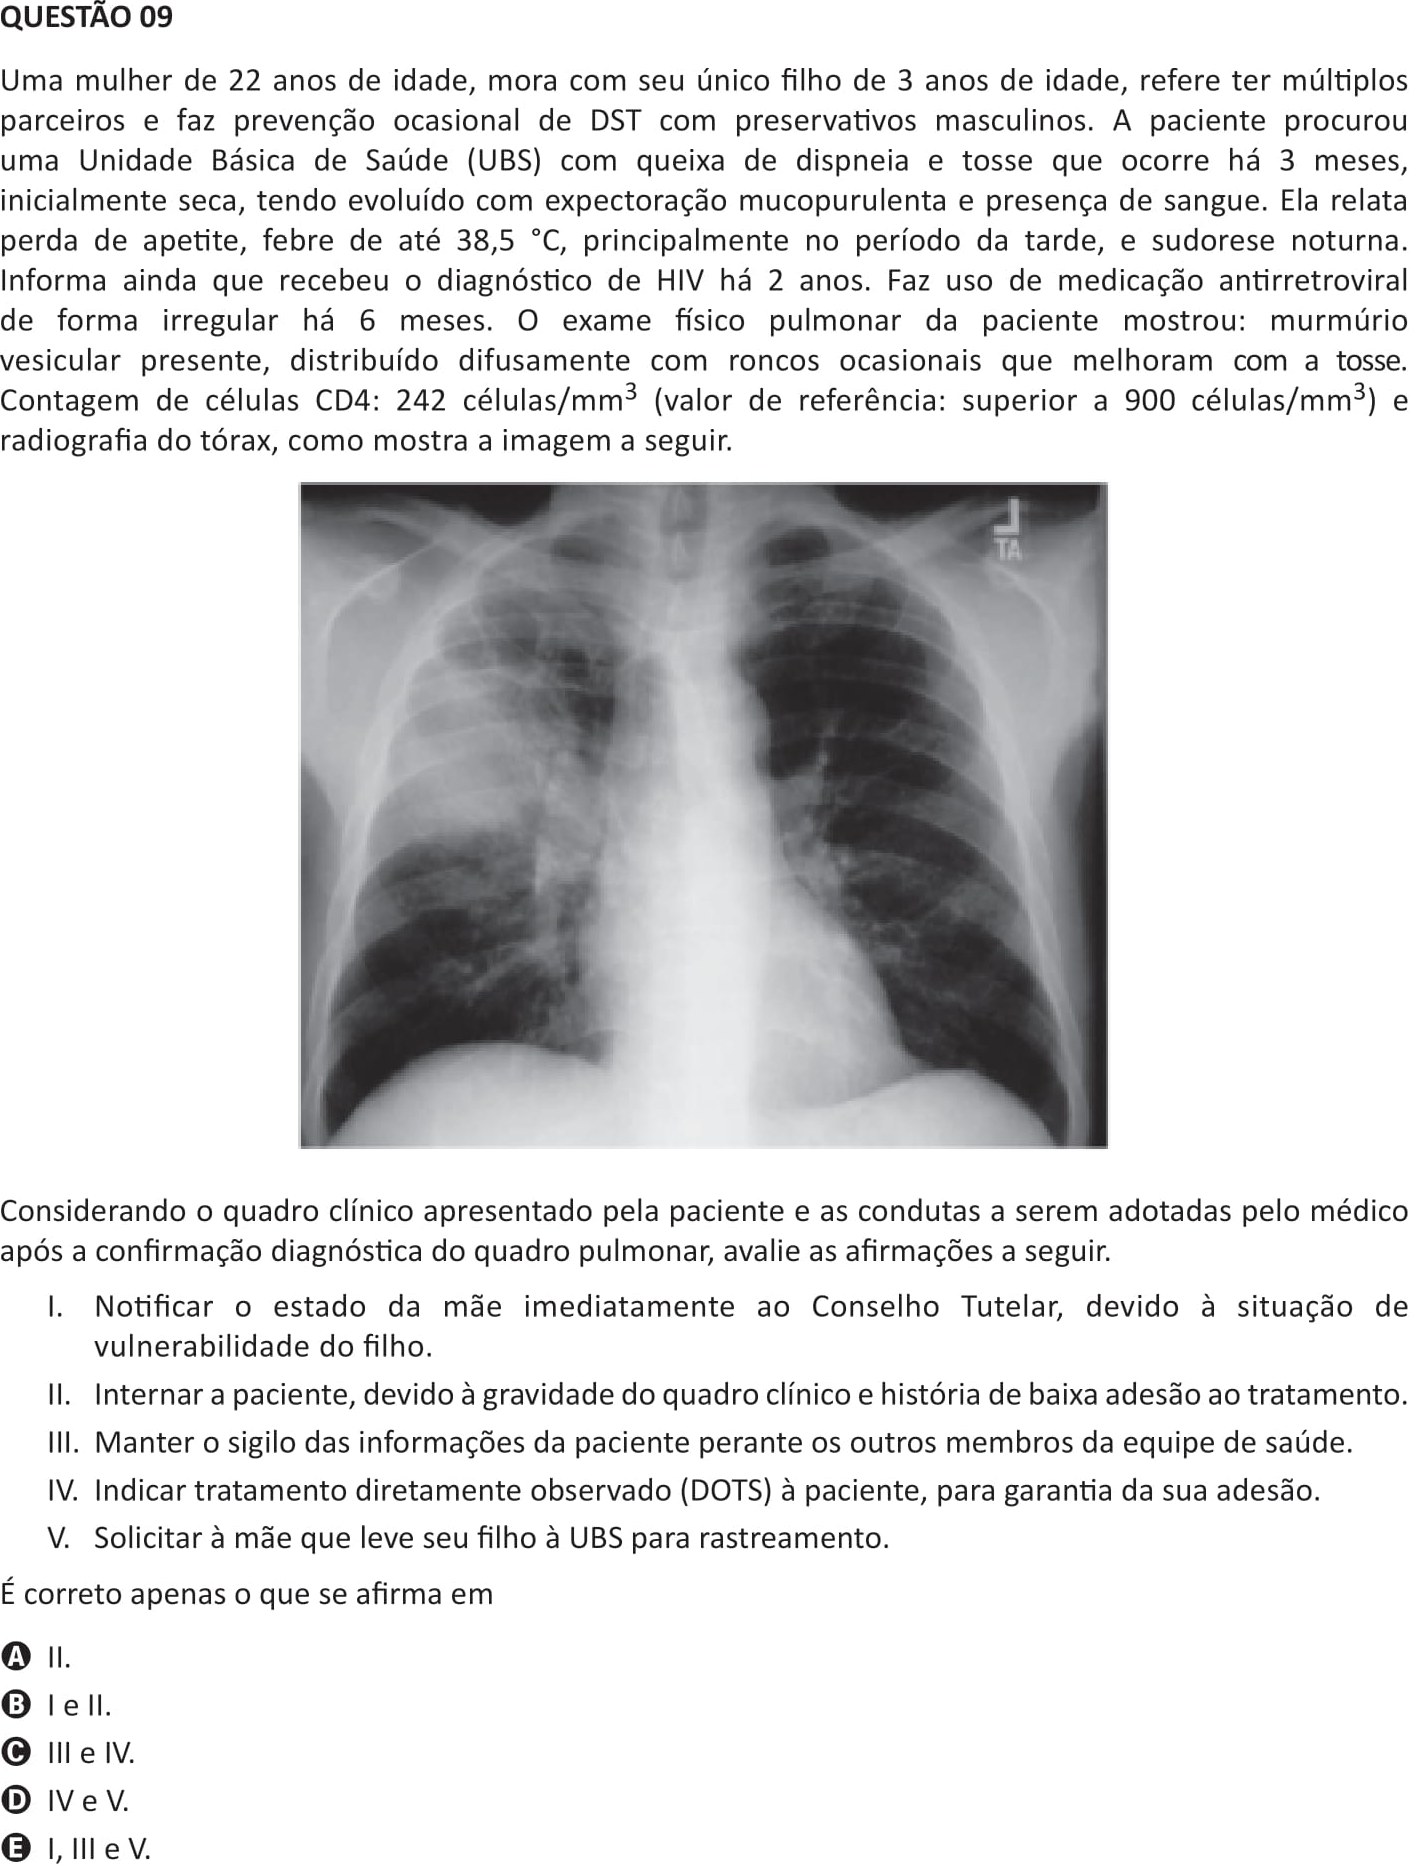 QUESTÃO 09
Uma mulher de 22 anos de idade, mora com seu único filho de 3 anos de idade, refere ter múltiplos
parceiros e faz prevenção ocasional de DST com preservativos masculinos. A paciente procurou
uma Unidade Básica de Saúde (UBS) com queixa de dispneia e tosse que ocorre há 3 meses,
inicialmente seca, tendo evoluído com expectoração mucopurulenta e presença de sangue. Ela relata
perda de apetite, febre de até 38,5 °C, principalmente no período da tarde, e sudorese noturna.
Informa ainda que recebeu o diagnóstico de HIV há 2 anos. Faz uso de medicação antirretroviral
de forma irregular há 6 meses. O exame físico pulmonar da paciente mostrou: murmúrio
vesicular presente, distribuído difusamente com roncos ocasionais que melhoram com a tosse.
Contagem de células CD4: 242 células/mm³ (valor de referência: superior a 900 células/mm³) e
radiografia do tórax, como mostra a imagem a seguir.
L
TA
Considerando o quadro clínico apresentado pela paciente e as condutas a serem adotadas pelo médico
após a confirmação diagnóstica do quadro pulmonar, avalie as afirmações a seguir.
I. Notificar o estado da mãe imediatamente ao Conselho Tutelar, devido à situação de
vulnerabilidade do filho.
II. Internar a paciente, devido à gravidade do quadro clínico e história de baixa adesão ao tratamento.
III. Manter o sigilo das informações da paciente perante os outros membros da equipe de saúde.
IV. Indicar tratamento diretamente observado (DOTS) à paciente, para garantia da sua adesão.
V. Solicitar à mãe que leve seu filho à UBS para rastreamento.
É correto apenas o que se afirma em
A II.
B I e II.
C III e IV.
D IV e V.
E I, III e V.